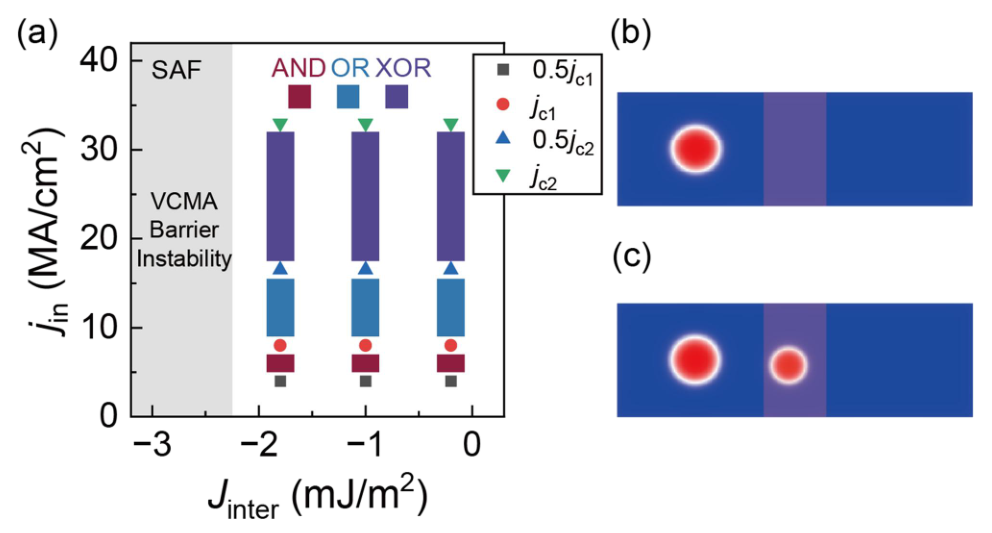 (a)
SAF
AND OR XOR
VCMA
Barrier
Instability
0.5jc1
jc1
0.5jc2
jc2
40
30
20
10
0
jin (MA/cm²)
−3 −2 −1 0
Jinter (mJ/m²)
(b)
(c)